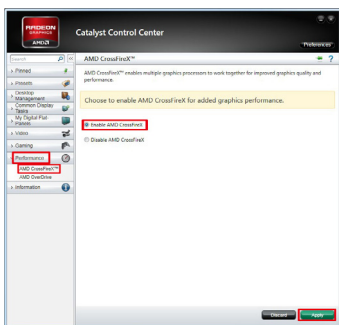 RADEON
GRAPHICS
AMD
Catalyst Control Center
Preferences
Search
AMD CrossFireX™
Pinned
AMD CrossFireX™ enables multiple graphics processors to work together for improved graphics quality and
performance.
Presets
Desktop
Management
Choose to enable AMD CrossFireX for added graphics performance.
Common Display
Tasks
My Digital Flat
Panels
Enable AMD CrossFireX
Video
Disable AMD CrossFireX
Gaming
Performance
AMD CrossFireX™
AMD OverDrive
Information
Discard
Apply